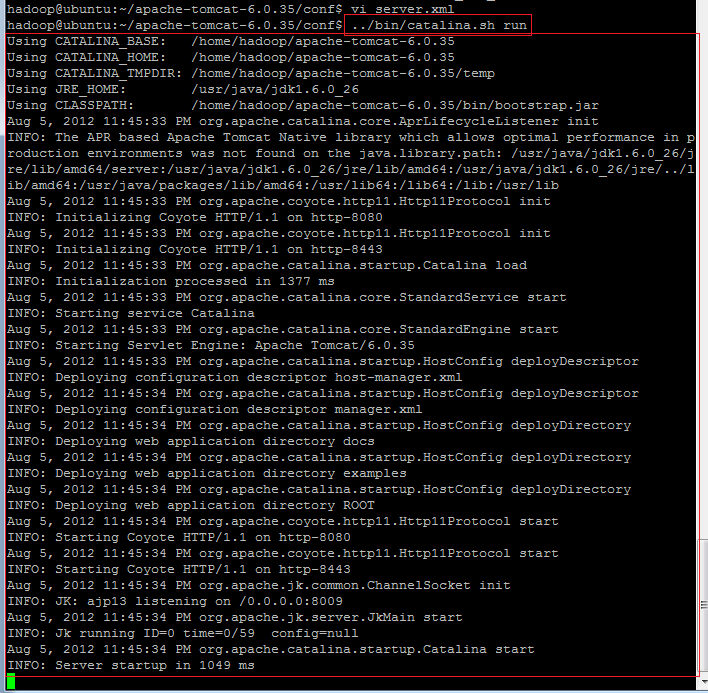 hadoop@ubuntu:~/apache-tomcat-6.0.35/conf$ vi server.xml
hadoop@ubuntu:~/apache-tomcat-6.0.35/conf$ ../bin/catalina.sh run
Using CATALINA_BASE:   /home/hadoop/apache-tomcat-6.0.35
Using CATALINA_HOME:   /home/hadoop/apache-tomcat-6.0.35
Using CATALINA_TMPDIR: /home/hadoop/apache-tomcat-6.0.35/temp
Using JRE_HOME:        /usr/java/jdk1.6.0_26
Using CLASSPATH:       /home/hadoop/apache-tomcat-6.0.35/bin/bootstrap.jar
Aug 5, 2012 11:45:33 PM org.apache.catalina.core.AprLifecycleListener init
INFO: The APR based Apache Tomcat Native library which allows optimal performance in p
roduction environments was not found on the java.library.path: /usr/java/jdk1.6.0_26/j
re/lib/amd64/server:/usr/java/jdk1.6.0_26/jre/lib/amd64:/usr/java/jdk1.6.0_26/jre/../l
ib/amd64:/usr/java/packages/lib/amd64:/usr/lib64:/lib64:/lib:/usr/lib
Aug 5, 2012 11:45:33 PM org.apache.coyote.http11.Http11Protocol init
INFO: Initializing Coyote HTTP/1.1 on http-8080
Aug 5, 2012 11:45:33 PM org.apache.coyote.http11.Http11Protocol init
INFO: Initializing Coyote HTTP/1.1 on http-8443
Aug 5, 2012 11:45:33 PM org.apache.catalina.startup.Catalina load
INFO: Initialization processed in 1377 ms
Aug 5, 2012 11:45:33 PM org.apache.catalina.core.StandardService start
INFO: Starting service Catalina
Aug 5, 2012 11:45:33 PM org.apache.catalina.core.StandardEngine start
INFO: Starting Servlet Engine: Apache Tomcat/6.0.35
Aug 5, 2012 11:45:33 PM org.apache.catalina.startup.HostConfig deployDescriptor
INFO: Deploying configuration descriptor host-manager.xml
Aug 5, 2012 11:45:34 PM org.apache.catalina.startup.HostConfig deployDescriptor
INFO: Deploying configuration descriptor manager.xml
Aug 5, 2012 11:45:34 PM org.apache.catalina.startup.HostConfig deployDirectory
INFO: Deploying web application directory docs
Aug 5, 2012 11:45:34 PM org.apache.catalina.startup.HostConfig deployDirectory
INFO: Deploying web application directory examples
Aug 5, 2012 11:45:34 PM org.apache.catalina.startup.HostConfig deployDirectory
INFO: Deploying web application directory ROOT
Aug 5, 2012 11:45:34 PM org.apache.coyote.http11.Http11Protocol start
INFO: Starting Coyote HTTP/1.1 on http-8080
Aug 5, 2012 11:45:34 PM org.apache.coyote.http11.Http11Protocol start
INFO: Starting Coyote HTTP/1.1 on http-8443
Aug 5, 2012 11:45:34 PM org.apache.jk.common.ChannelSocket init
INFO: JK: ajp13 listening on /0.0.0.0:8009
Aug 5, 2012 11:45:34 PM org.apache.jk.server.JkMain start
INFO: Jk running ID=0 time=0/59  config=null
Aug 5, 2012 11:45:34 PM org.apache.catalina.startup.Catalina start
INFO: Server startup in 1049 ms